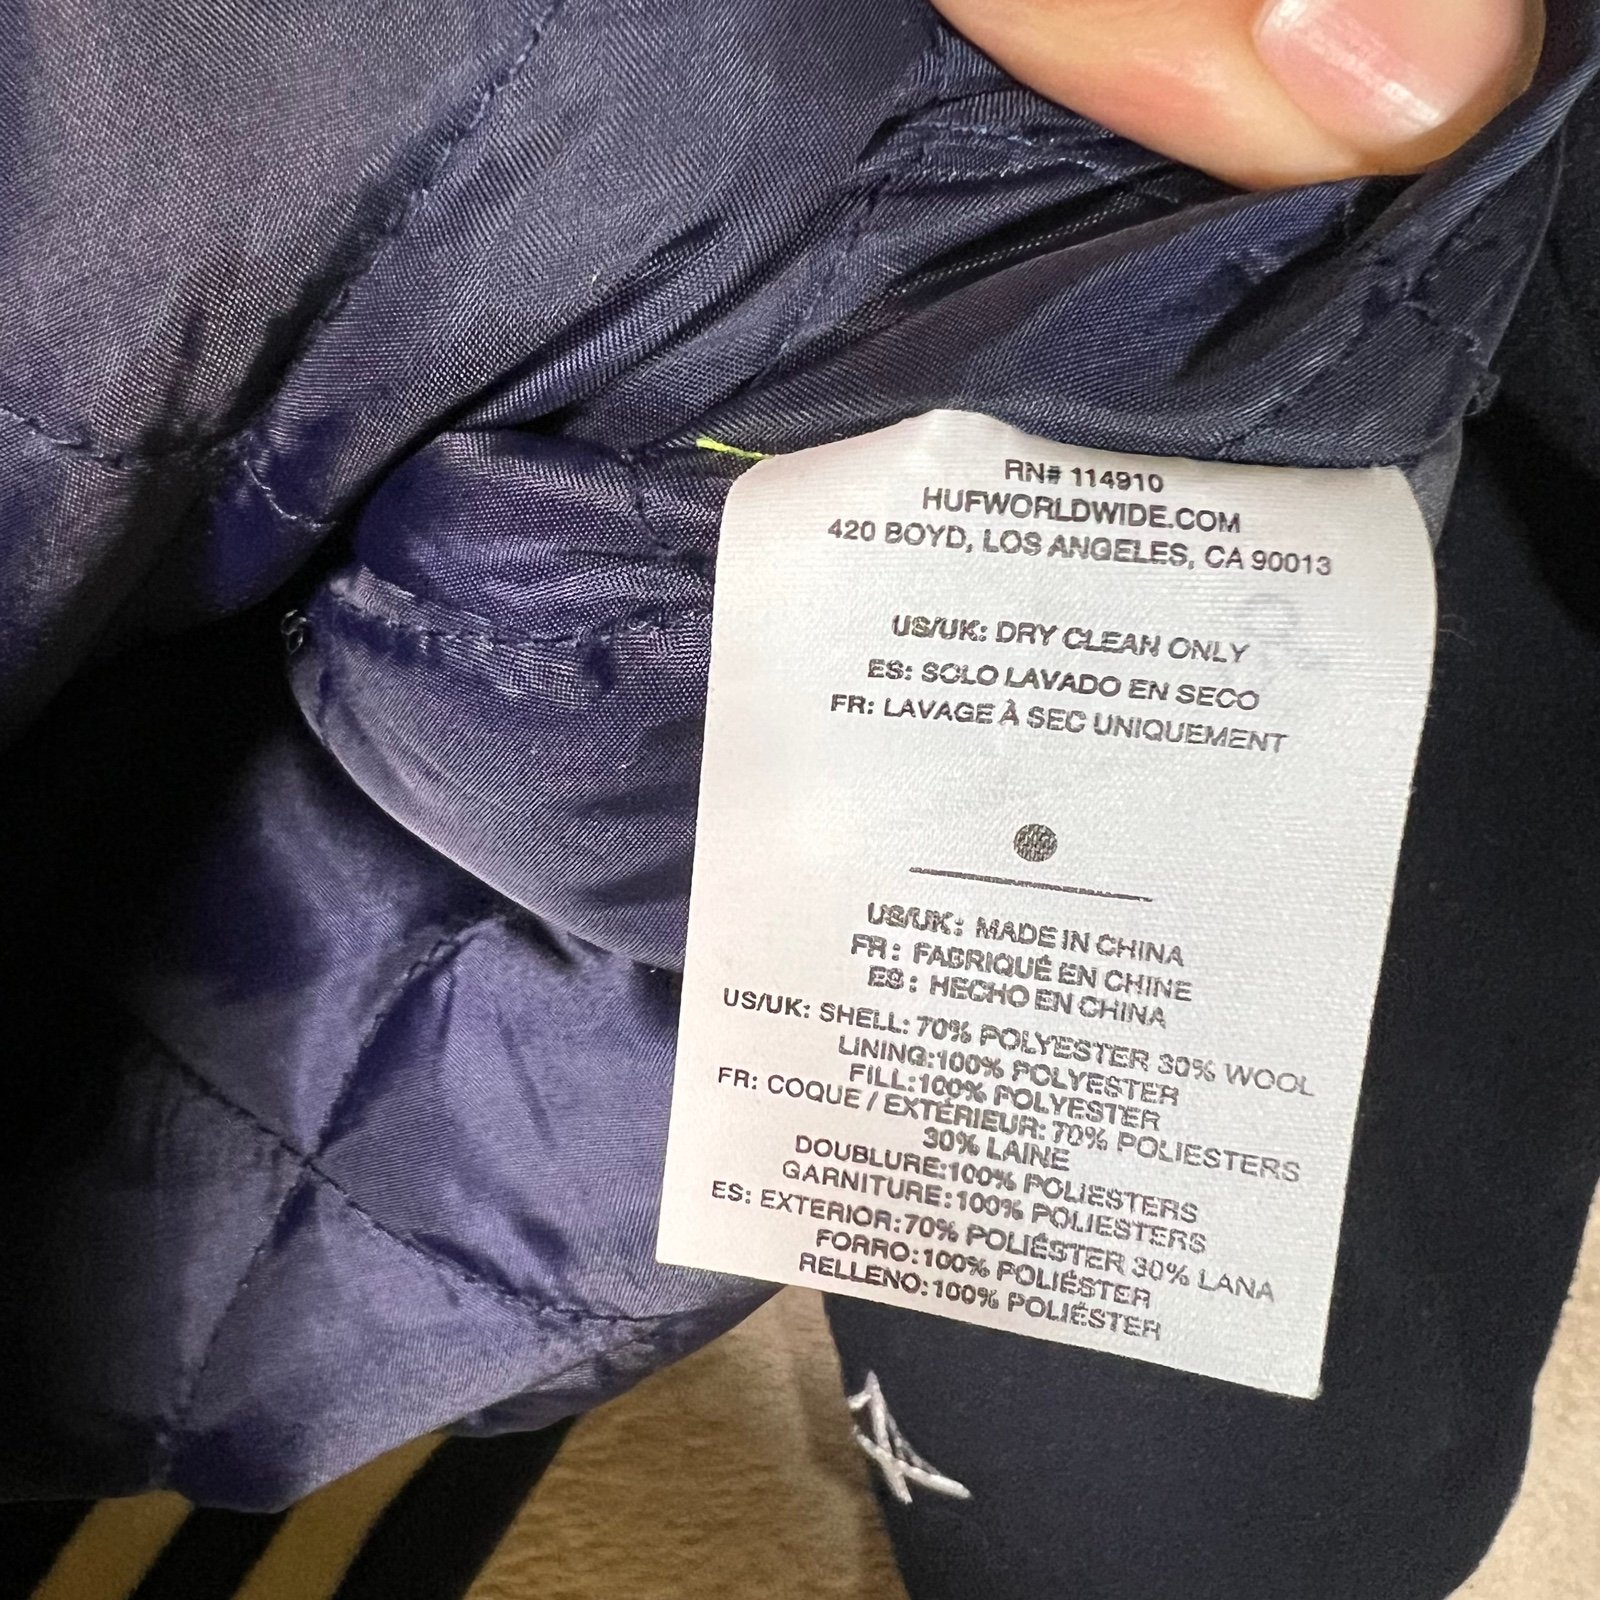 RN# 114910
HUFWORLDWIDE.COM
420 BOYD, LOS ANGELES, CA 90013
US/UK: DRY CLEAN ONLY
ES: SOLO LAVADO EN SECO
FR: LAVAGE À SEC UNIQUEMENT
US/UK: MADE IN CHINA
FR: FABRIQUÉ EN CHINE
ES: HECHO EN CHINA
US/UK: SHELL: 70% POLYESTER 30% WOOL
LINING:100% POLYESTER
FILL:100% POLYESTER
FR: COQUE / EXTÉRIEUR: 70% POLIESTERS
30% LAINE
DOUBLURE:100% POLIESTERS
GARNITURE:100% POLIESTERS
ES: EXTERIOR:70% POLIÉSTER 30% LANA
FORRO:100% POLIÉSTER
RELLENO:100% POLIÉSTER